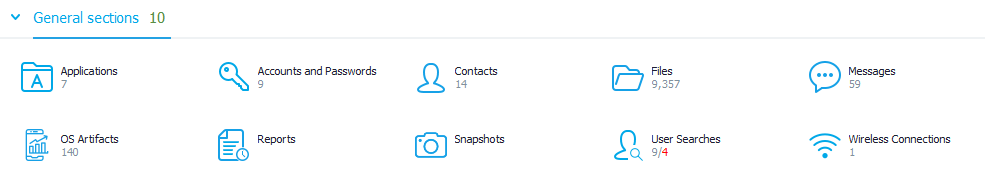 General sections 10
Applications
7
Accounts and Passwords
9
Contacts
14
Files
9,357
Messages
59
OS Artifacts
140
Reports
Snapshots
User Searches
9/4
Wireless Connections
1